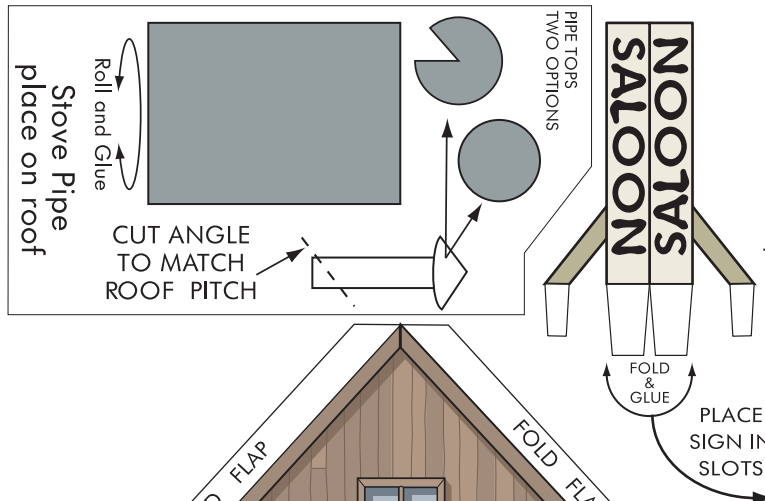 PIPE TOPS
TWO OPTIONS
Roll and Glue
Stove Pipe
place on roof
CUT ANGLE
TO MATCH
ROOF PITCH
SALOON
SALOON
FOLD
&
GLUE
PLACE
SIGN IN
SLOTS
FLAP
FOLD